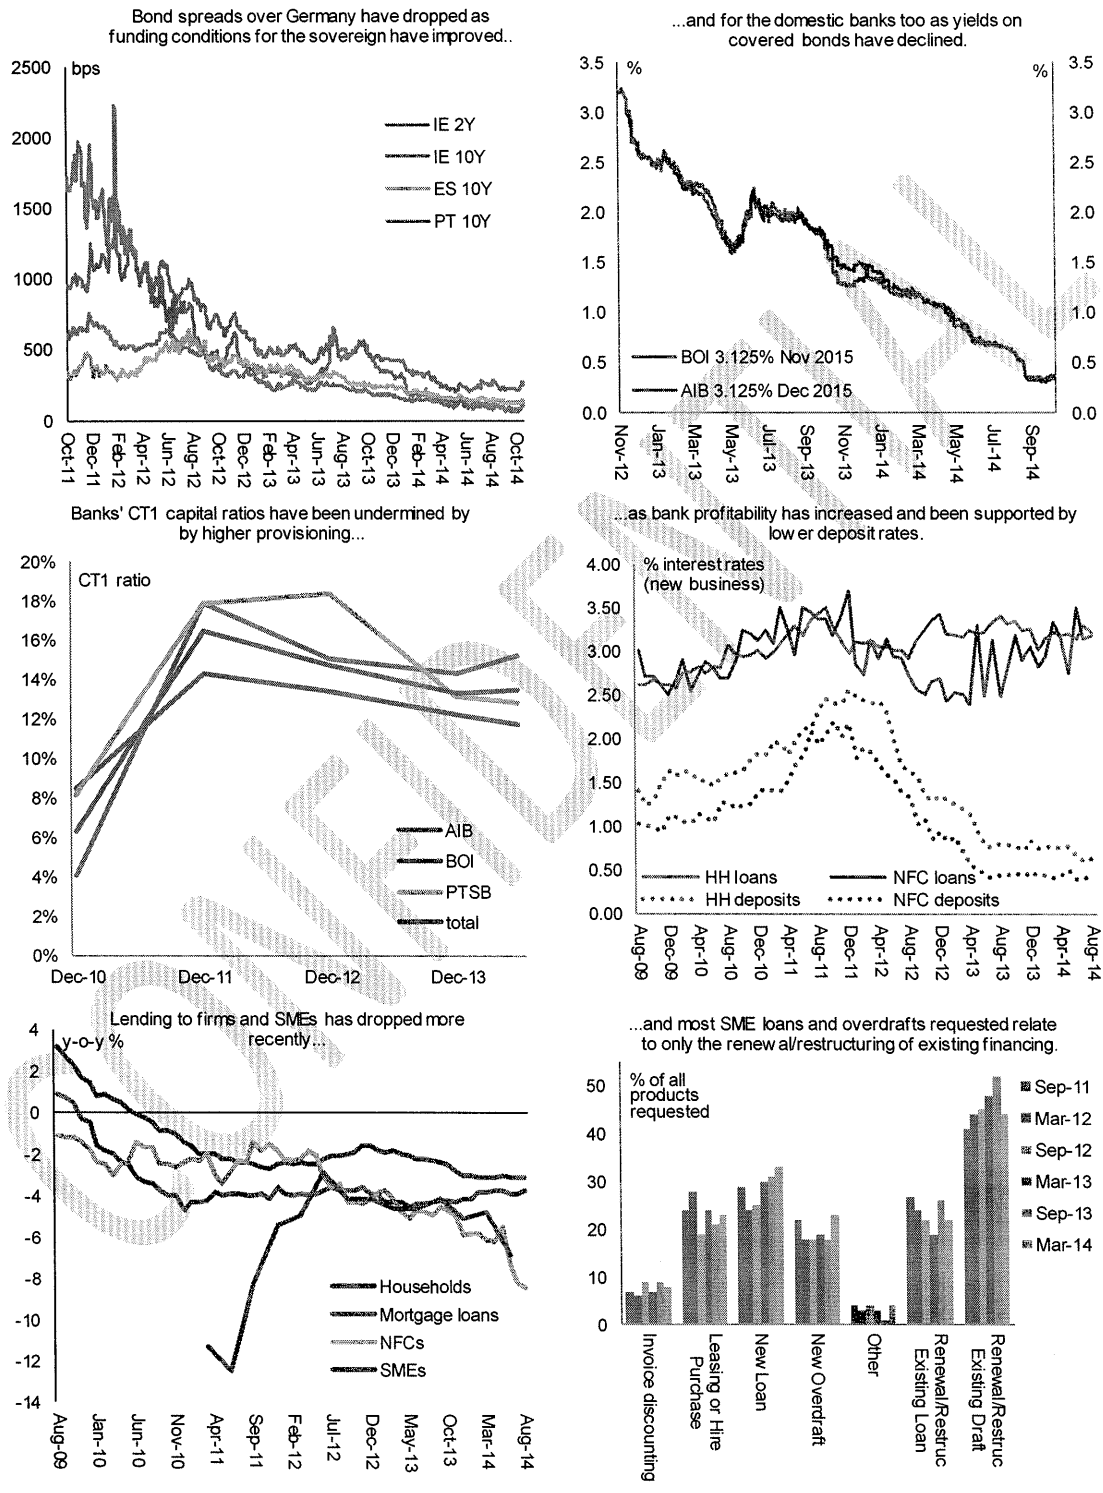 Bond spreads over Germany have dropped as
funding conditions for the sovereign have improved..
2500
bps
2000
1500
1000
500
0
IE 2Y
IE 10Y
ES 10Y
PT 10Y
Oct-11
Dec-11
Feb-12
Apr-12
Jun-12
Aug-12
Oct-12
Dec-12
Feb-13
Apr-13
Jun-13
Aug-13
Oct-13
Dec-13
Feb-14
Apr-14
Jun-14
Aug-14
Oct-14
...and for the domestic banks too as yields on
covered bonds have declined.
3.5
%
%
3.5
3.0
3.0
2.5
2.5
2.0
2.0
1.5
1.5
1.0
1.0
0.5
0.5
0.0
0.0
BOI 3.125% Nov 2015
AIB 3.125% Dec 2015
Nov-12
Jan-13
Mar-13
May-13
Jul-13
Sep-13
Nov-13
Jan-14
Mar-14
May-14
Jul-14
Sep-14
Banks' CT1 capital ratios have been undermined by
by higher provisioning...
20%
CT1 ratio
18%
16%
14%
12%
10%
8%
6%
4%
2%
0%
AIB
BOI
PTSB
total
Dec-10
Dec-11
Dec-12
Dec-13
...as bank profitability has increased and been supported by
lower deposit rates.
4.00
% interest rates
(new business)
3.50
3.00
2.50
2.00
1.50
1.00
0.50
0.00
HH loans
NFC loans
HH deposits
NFC deposits
Aug-09
Dec-09
Apr-10
Aug-10
Dec-10
Apr-11
Aug-11
Dec-11
Apr-12
Aug-12
Dec-12
Apr-13
Aug-13
Dec-13
Apr-14
Aug-14
Lending to firms and SMEs has dropped more
recently...
4
y-o-y %
2
0
-2
-4
-6
-8
-10
-12
-14
Households
Mortgage loans
NFCs
SMEs
Aug-09
Jan-10
Jun-10
Nov-10
Apr-11
Sep-11
Feb-12
Jul-12
Dec-12
May-13
Oct-13
Mar-14
Aug-14
...and most SME loans and overdrafts requested relate
to only the renewal/restructuring of existing financing.
% of all
products
requested
50
40
30
20
10
0
Sep-11
Mar-12
Sep-12
Mar-13
Sep-13
Mar-14
Invoice discounting
Leasing or Hire
Purchase
New Loan
New Overdraft
Other
Renewal/Restruc
Existing Loan
Renewal/Restruc
Existing Draft
CONFIDENTIAL